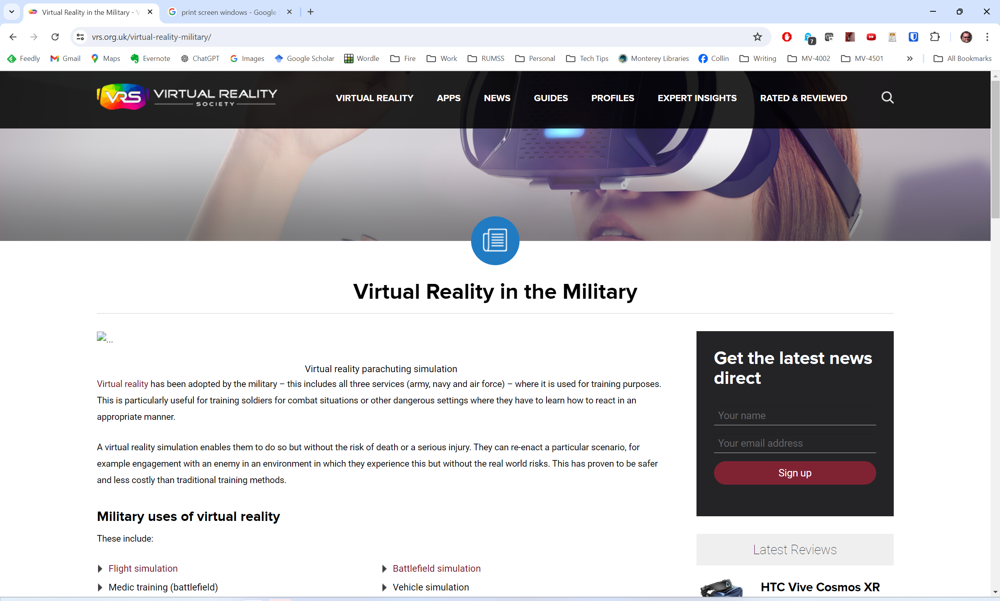 Virtual Reality in the Military - V
print screen windows - Google
vrs.org.uk/virtual-reality-military/
7
Feedly
Gmail
Maps
Evernote
ChatGPT
Images
Google Scholar
Wordle
Fire
Work
RUMSS
Personal
Tech Tips
Monterey Libraries
Collin
Writing
MV-4002
MV-4501
All Bookmarks
VRS
VIRTUAL REALITY
SOCIETY
VIRTUAL REALITY
APPS
NEWS
GUIDES
PROFILES
EXPERT INSIGHTS
RATED & REVIEWED
Virtual Reality in the Military
...
Virtual reality parachuting simulation
Virtual reality has been adopted by the military – this includes all three services (army, navy and air force) – where it is used for training purposes.
This is particularly useful for training soldiers for combat situations or other dangerous settings where they have to learn how to react in an
appropriate manner.
A virtual reality simulation enables them to do so but without the risk of death or a serious injury. They can re-enact a particular scenario, for
example engagement with an enemy in an environment in which they experience this but without the real world risks. This has proven to be safer
and less costly than traditional training methods.
Military uses of virtual reality
These include:
Flight simulation
Battlefield simulation
Medic training (battlefield)
Vehicle simulation
Get the latest news
direct
Your name
Your email address
Sign up
Latest Reviews
HTC Vive Cosmos XR